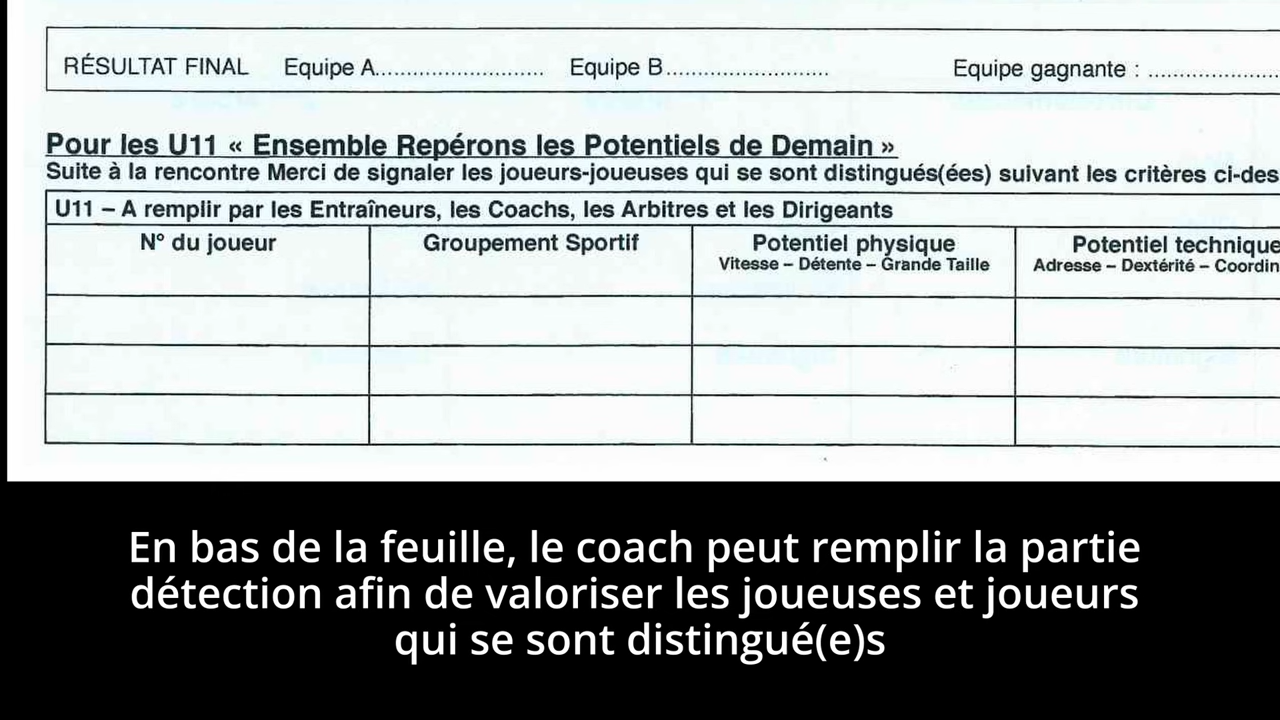 RÉSULTAT FINAL Equipe A........................... Equipe B.......................... Equipe gagnante : ......................
Pour les U11 « Ensemble Repérons les Potentiels de Demain »
Suite à la rencontre Merci de signaler les joueurs-joueuses qui se sont distingués(ées) suivant les critères ci-des
U11 – A remplir par les Entraîneurs, les Coachs, les Arbitres et les Dirigeants
N° du joueur Groupement Sportif Potentiel physique Potentiel technique
Vitesse – Détente – Grande Taille Adresse – Dextérité – Coordin
En bas de la feuille, le coach peut remplir la partie
détection afin de valoriser les joueuses et joueurs
qui se sont distingué(e)s